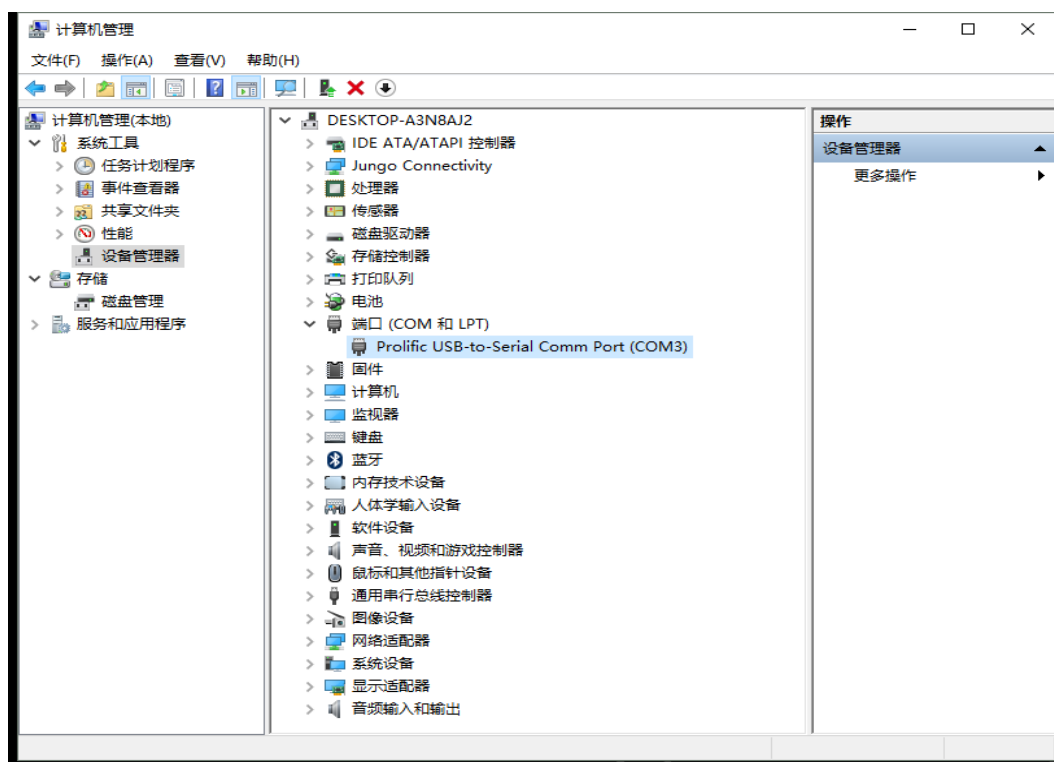 计算机管理
文件(F) 操作(A) 查看(V) 帮助(H)
计算机管理(本地)
系统工具
任务计划程序
事件查看器
共享文件夹
性能
设备管理器
存储
磁盘管理
服务和应用程序
DESKTOP-A3N8AJ2
IDE ATA/ATAPI 控制器
Jungo Connectivity
处理器
传感器
磁盘驱动器
存储控制器
打印队列
电池
端口 (COM 和 LPT)
Prolific USB-to-Serial Comm Port (COM3)
固件
计算机
监视器
键盘
蓝牙
内存技术设备
人体学输入设备
软件设备
声音、视频和游戏控制器
鼠标和其他指针设备
通用串行总线控制器
图像设备
网络适配器
系统设备
显示适配器
音频输入和输出
操作
设备管理器
更多操作